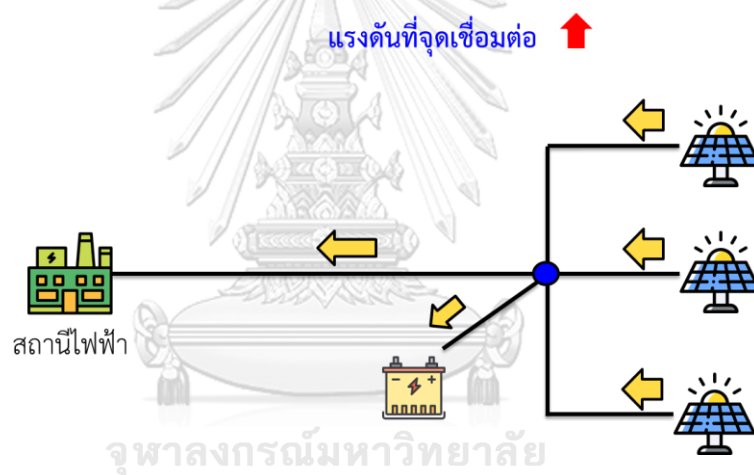 แรงดันที่จุดเชื่อมต่อ
สถานีไฟฟ้า
จุฬาลงกรณ์มหาวิทยาลัย